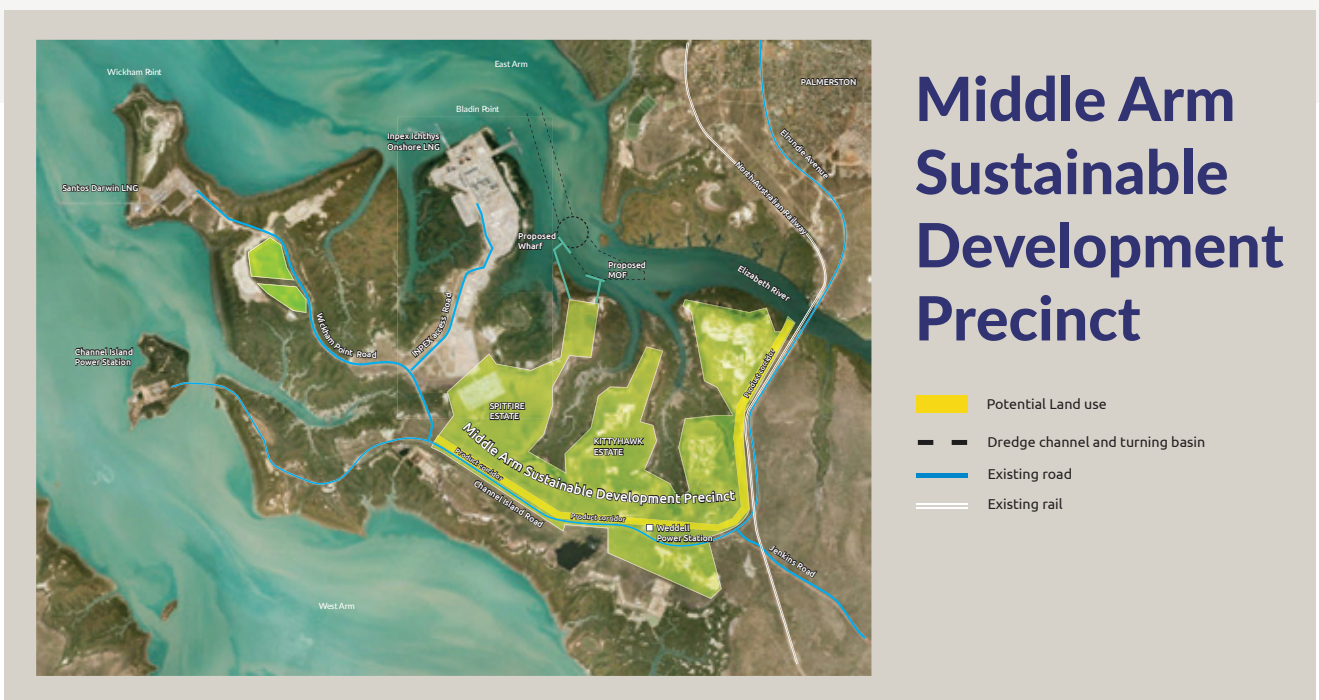 Wickham Point
East Arm
PALMERSTON
Bladin Point
Inpex Ichthys
Onshore LNG
Elrundie Avenue
North Australian Railway
Santos Darwin LNG
Proposed
Wharf
Proposed
MOF
Elizabeth River
Wickham Point Road
INPEX access Road
Channel Island
Power Station
Product corridor
SPITFIRE
ESTATE
KITTYHAWK
ESTATE
Middle Arm Sustainable Development Precinct
Product corridor
Channel Island Road
Product corridor
Weddell
Power Station
Jenkins Road
West Arm
Middle Arm
Sustainable
Development
Precinct
Potential Land use
Dredge channel and turning basin
Existing road
Existing rail